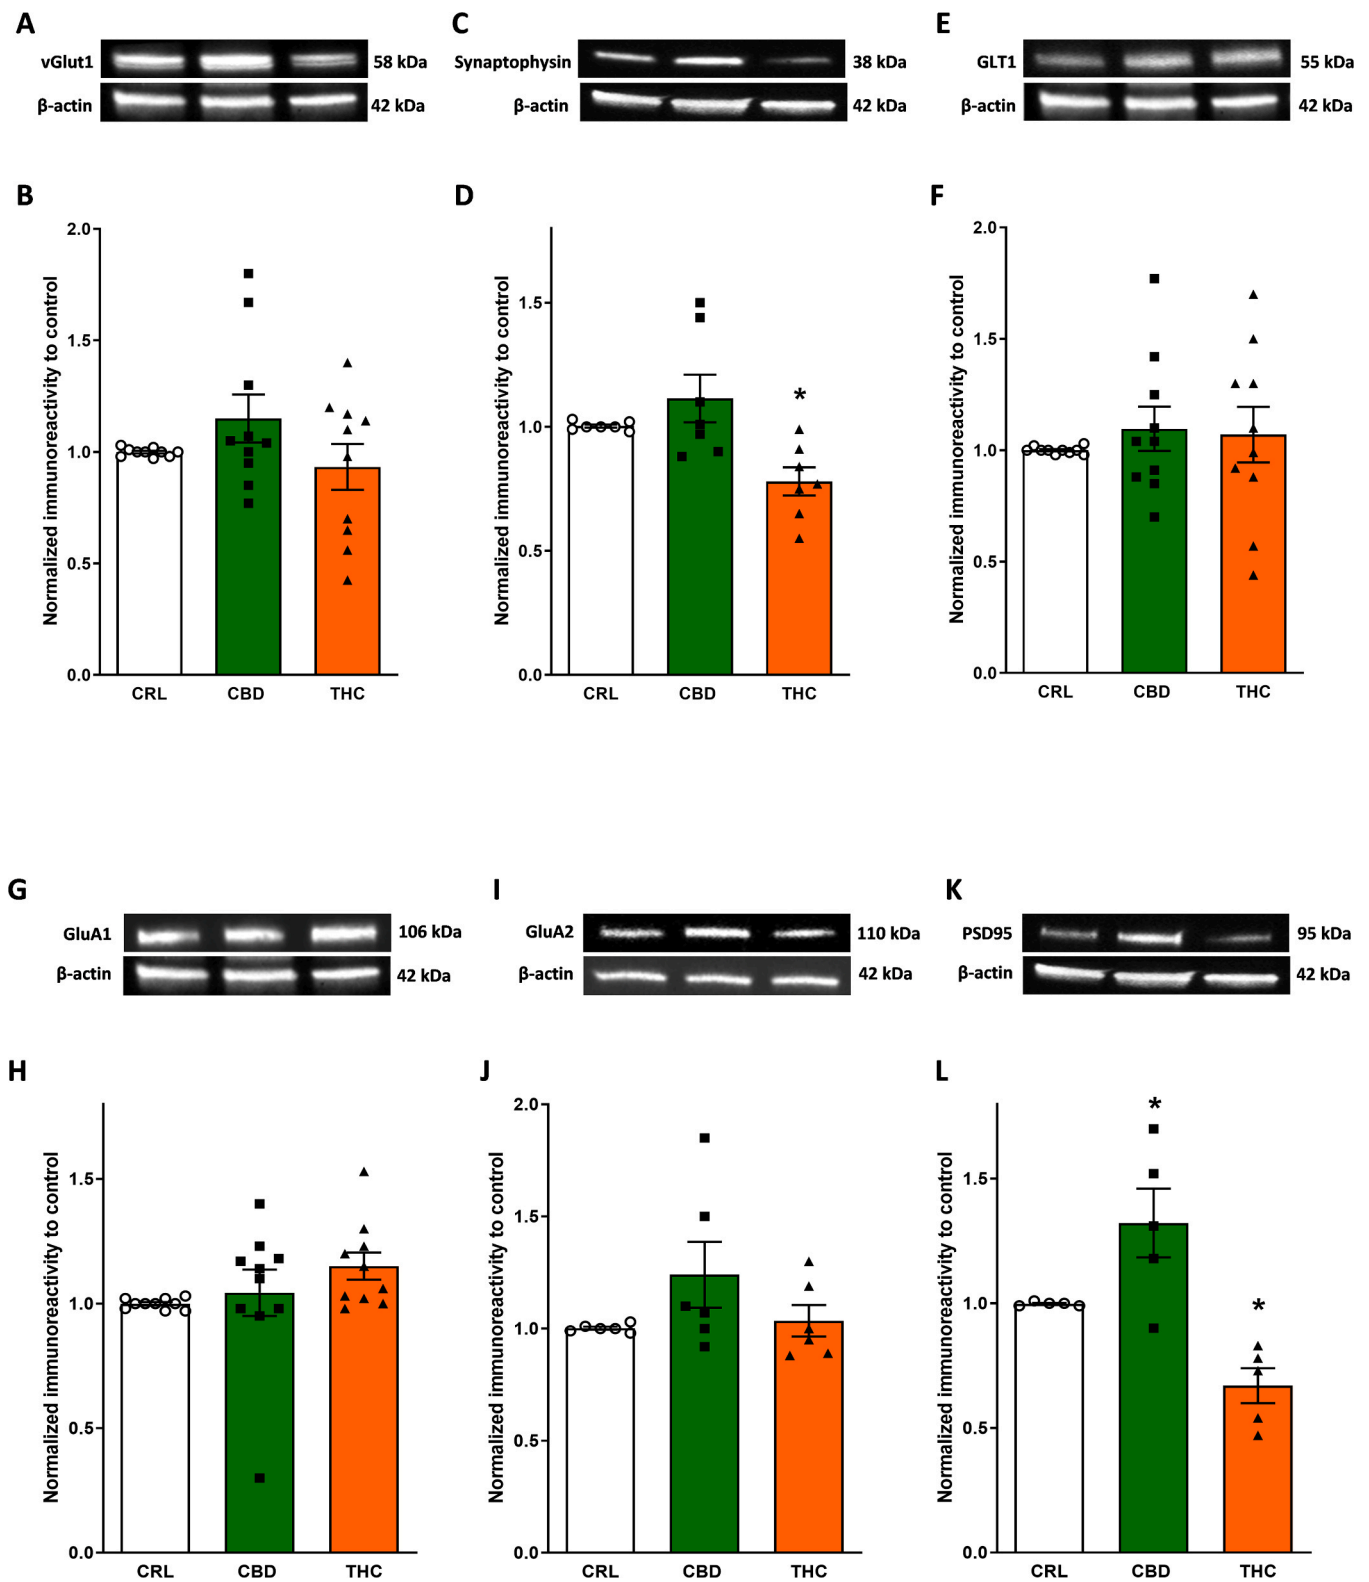 A
C
E
vGlut1
58 kDa
Synaptophysin
38 kDa
GLT1
55 kDa
β-actin
42 kDa
β-actin
42 kDa
β-actin
42 kDa
B
D
F
Normalized immunoreactivity to control
2.0
1.5
1.0
0.5
0.0
CRL
CBD
THC
Normalized immunoreactivity to control
1.5
1.0
0.5
0.0
*
CRL
CBD
THC
Normalized immunoreactivity to control
2.0
1.5
1.0
0.5
0.0
CRL
CBD
THC
G
I
K
GluA1
106 kDa
GluA2
110 kDa
PSD95
95 kDa
β-actin
42 kDa
β-actin
42 kDa
β-actin
42 kDa
H
J
L
Normalized immunoreactivity to control
1.5
1.0
0.5
0.0
CRL
CBD
THC
Normalized immunoreactivity to control
2.0
1.5
1.0
0.5
0.0
CRL
CBD
THC
Normalized immunoreactivity to control
1.5
1.0
0.5
0.0
*
*
CRL
CBD
THC